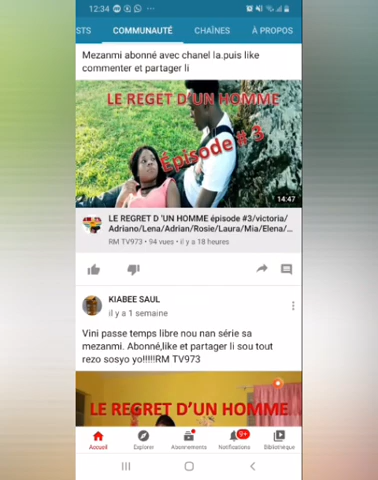 12:34
STS COMMUNAUTÉ CHAÎNES À PROPOS
Mezanmi abonné avec chanel la.puis like
commenter et partager li
LE REGET D'UN HOMME
Épisode # 3
14:47
LE REGRET D 'UN HOMME épisode #3/victoria/
Adriano/Lena/Adrian/Rosie/Laura/Mia/Elena/...
RM TV973 • 94 vues • il y a 18 heures
KIABEE SAUL
il y a 1 semaine
Vini passe temps libre nou nan série sa
mezanmi. Abonné,like et partager li sou tout
rezo sosyo yo!!!!!RM TV973
LE REGRET D'UN HOMME
9+
Accueil Explorer Abonnements Notifications Bibliothèque